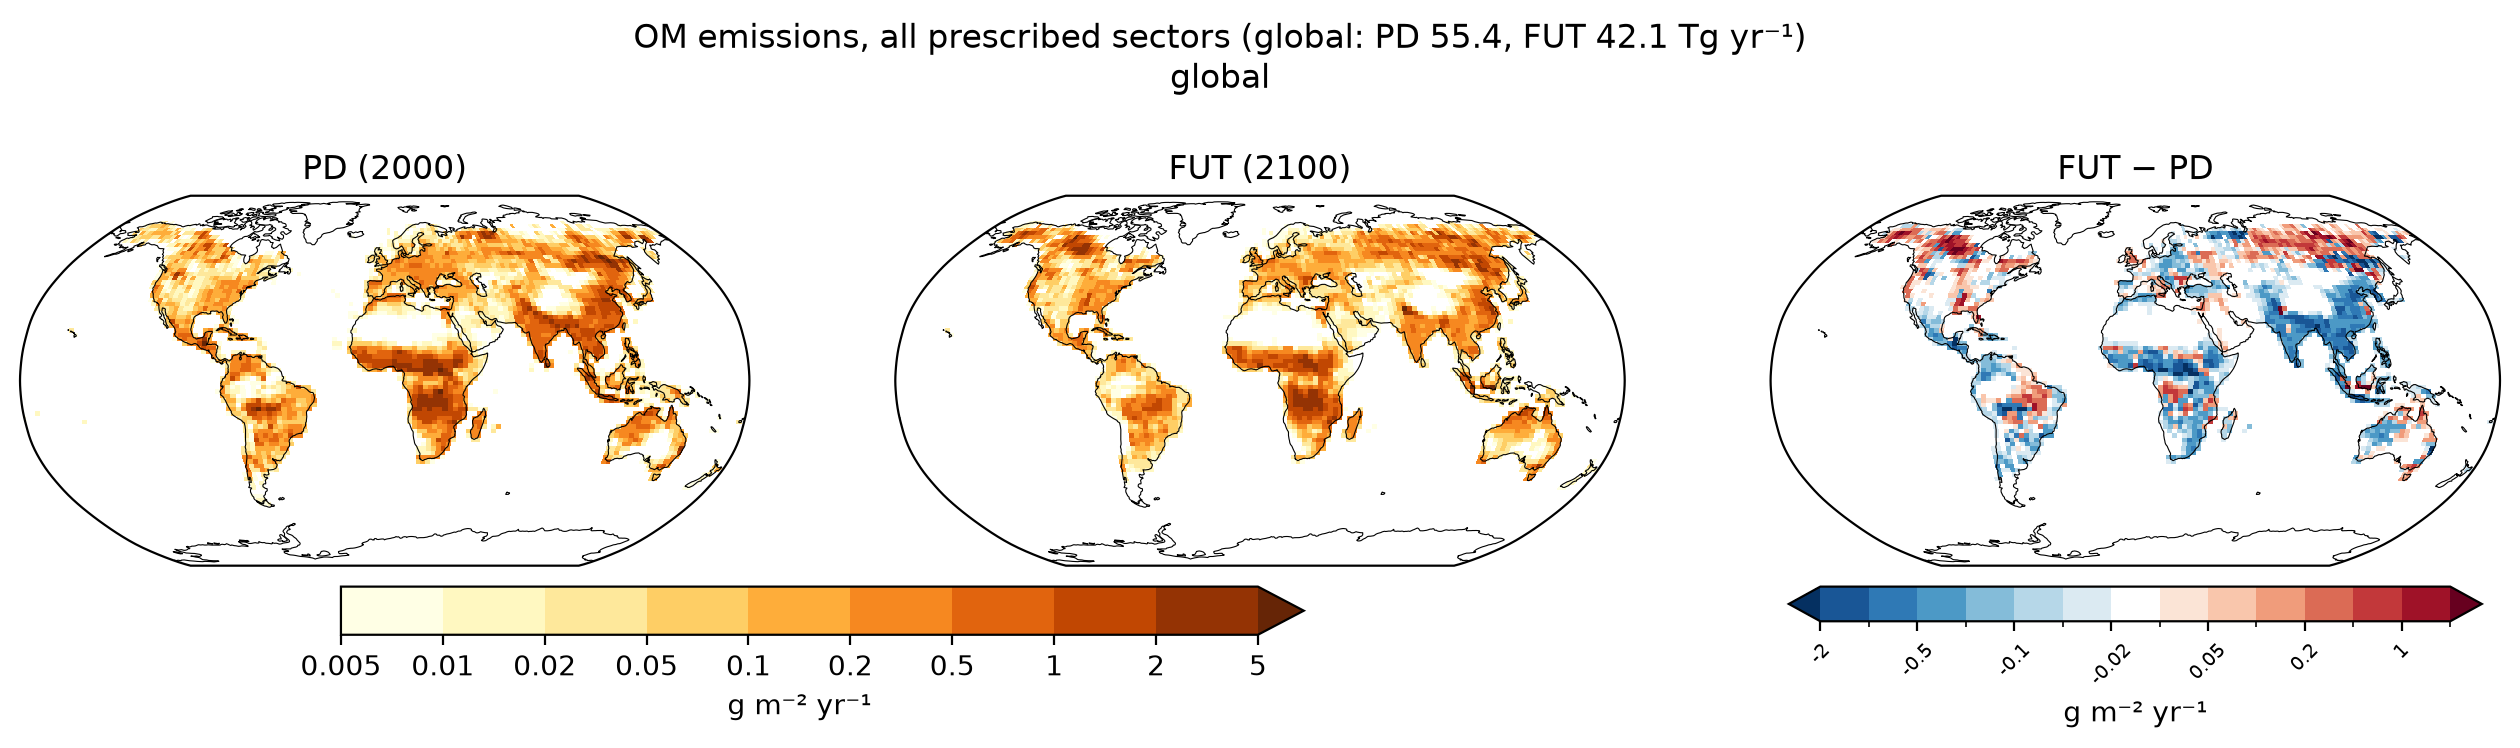 OM emissions, all prescribed sectors (global: PD 55.4, FUT 42.1 Tg yr⁻¹)
global
PD (2000)
FUT (2100)
FUT − PD
0.005 0.01 0.02 0.05 0.1 0.2 0.5 1 2 5
g m⁻² yr⁻¹
-2 -0.5 -0.1 -0.02 0.05 0.2 1
g m⁻² yr⁻¹